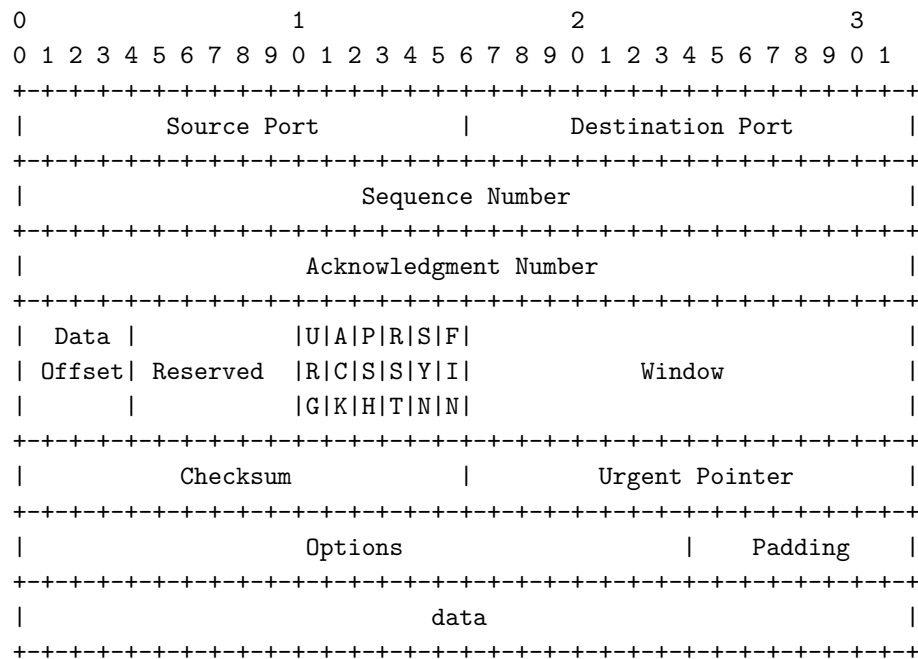 0                   1                   2                   3
0 1 2 3 4 5 6 7 8 9 0 1 2 3 4 5 6 7 8 9 0 1 2 3 4 5 6 7 8 9 0 1
+-+-+-+-+-+-+-+-+-+-+-+-+-+-+-+-+-+-+-+-+-+-+-+-+-+-+-+-+-+-+-+-+
|          Source Port          |       Destination Port        |
+-+-+-+-+-+-+-+-+-+-+-+-+-+-+-+-+-+-+-+-+-+-+-+-+-+-+-+-+-+-+-+-+
|                        Sequence Number                        |
+-+-+-+-+-+-+-+-+-+-+-+-+-+-+-+-+-+-+-+-+-+-+-+-+-+-+-+-+-+-+-+-+
|                    Acknowledgment Number                      |
+-+-+-+-+-+-+-+-+-+-+-+-+-+-+-+-+-+-+-+-+-+-+-+-+-+-+-+-+-+-+-+-+
|  Data |           |U|A|P|R|S|F|                               |
| Offset| Reserved  |R|C|S|S|Y|I|            Window             |
|       |           |G|K|H|T|N|N|                               |
+-+-+-+-+-+-+-+-+-+-+-+-+-+-+-+-+-+-+-+-+-+-+-+-+-+-+-+-+-+-+-+-+
|           Checksum            |         Urgent Pointer        |
+-+-+-+-+-+-+-+-+-+-+-+-+-+-+-+-+-+-+-+-+-+-+-+-+-+-+-+-+-+-+-+-+
|                    Options                    |    Padding    |
+-+-+-+-+-+-+-+-+-+-+-+-+-+-+-+-+-+-+-+-+-+-+-+-+-+-+-+-+-+-+-+-+
|                             data                              |
+-+-+-+-+-+-+-+-+-+-+-+-+-+-+-+-+-+-+-+-+-+-+-+-+-+-+-+-+-+-+-+-+